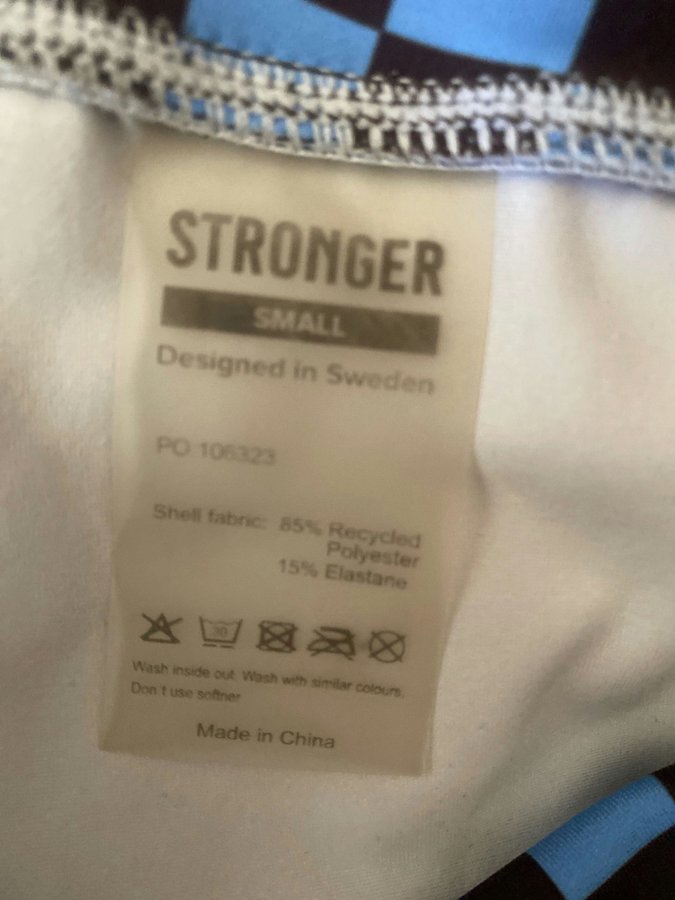 STRONGER
SMALL
Designed in Sweden
PO 106323
Shell fabric: 85% Recycled
Polyester
15% Elastane
30
Wash inside out. Wash with similar colours.
Don't use softner
Made in China